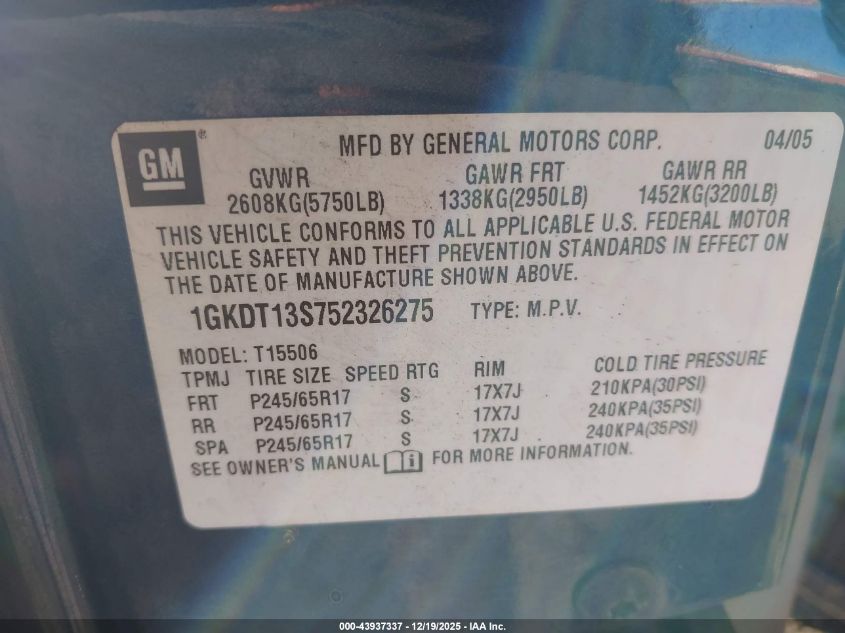 GM ® MFD BY GENERAL MOTORS CORP. 04/05
GVWR GAWR FRT GAWR RR
2608KG(5750LB) 1338KG(2950LB) 1452KG(3200LB)
THIS VEHICLE CONFORMS TO ALL APPLICABLE U.S. FEDERAL MOTOR
VEHICLE SAFETY AND THEFT PREVENTION STANDARDS IN EFFECT ON
THE DATE OF MANUFACTURE SHOWN ABOVE.
1GKDT13S752326275 TYPE: M.P.V.
MODEL: T15506
TPMJ TIRE SIZE SPEED RTG RIM COLD TIRE PRESSURE
FRT P245/65R17 S 17X7J 210KPA(30PSI)
RR P245/65R17 S 17X7J 240KPA(35PSI)
SPA P245/65R17 S 17X7J 240KPA(35PSI)
SEE OWNER'S MANUAL i FOR MORE INFORMATION.
000-43937337 - 12/19/2025 - IAA Inc.